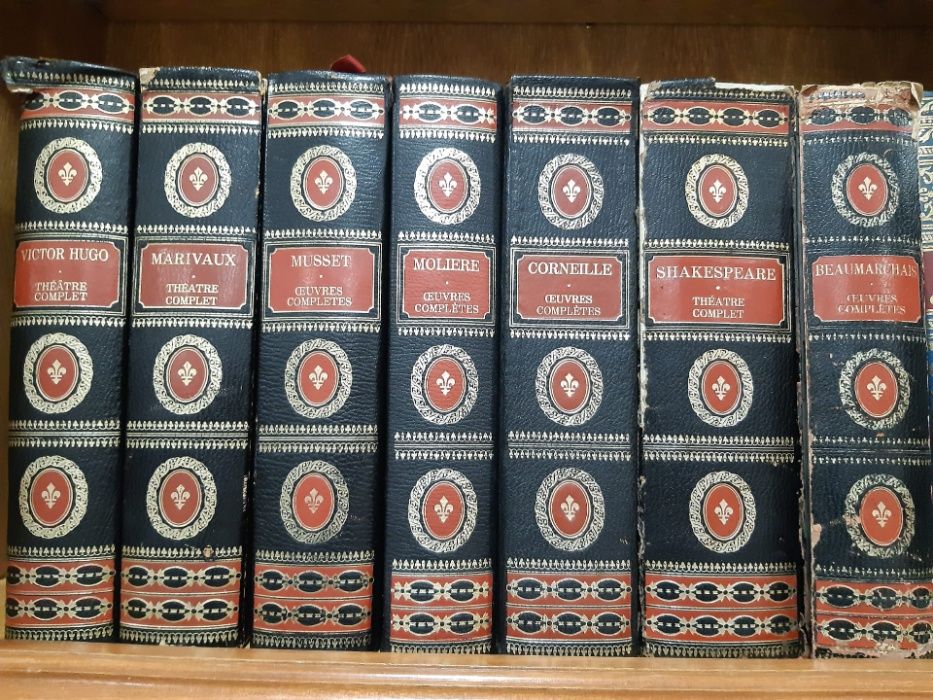 VICTOR HUGO
THÉÂTRE
COMPLET
MARIVAUX
THÉATRE
COMPLET
MUSSET
ŒUVRES
COMPLÈTES
MOLIERE
ŒUVRES
COMPLÈTES
CORNEILLE
ŒUVRES
COMPLÈTES
SHAKESPEARE
THÉATRE
COMPLET
BEAUMARCHAIS
ŒUVRES
COMPLÈTES